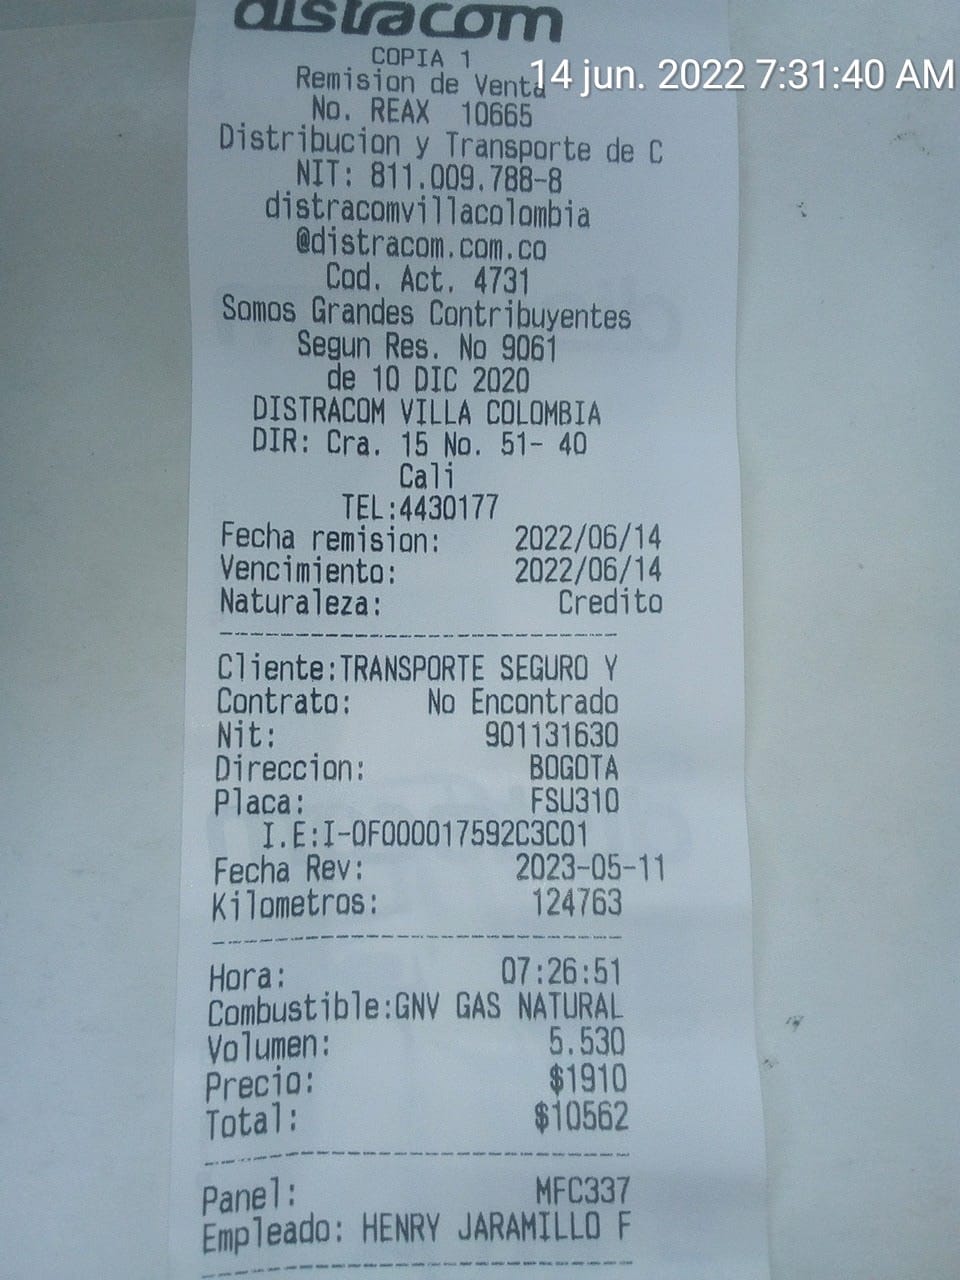 distracom
COPIA 1
Remision de Venta
14 jun. 2022 7:31:40 AM
No. REAX 10665
Distribucion y Transporte de C
NIT: 811.009.788-8
distracomvillacolombia
@distracom.com.co
Cod. Act. 4731
Somos Grandes Contribuyentes
Segun Res. No 9061
de 10 DIC 2020
DISTRACOM VILLA COLOMBIA
DIR: Cra. 15 No. 51- 40
Cali
TEL:4430177
Fecha remision: 2022/06/14
Vencimiento: 2022/06/14
Naturaleza: Credito
Cliente:TRANSPORTE SEGURO Y
Contrato: No Encontrado
Nit: 901131630
Direccion: BOGOTA
Placa: FSU310
I.E:I-0F000017592C3C01
Fecha Rev: 2023-05-11
Kilometros: 124763
Hora: 07:26:51
Combustible:GNV GAS NATURAL
Volumen: 5.530
Precio: $1910
Total: $10562
Panel: MFC337
Empleado: HENRY JARAMILLO F